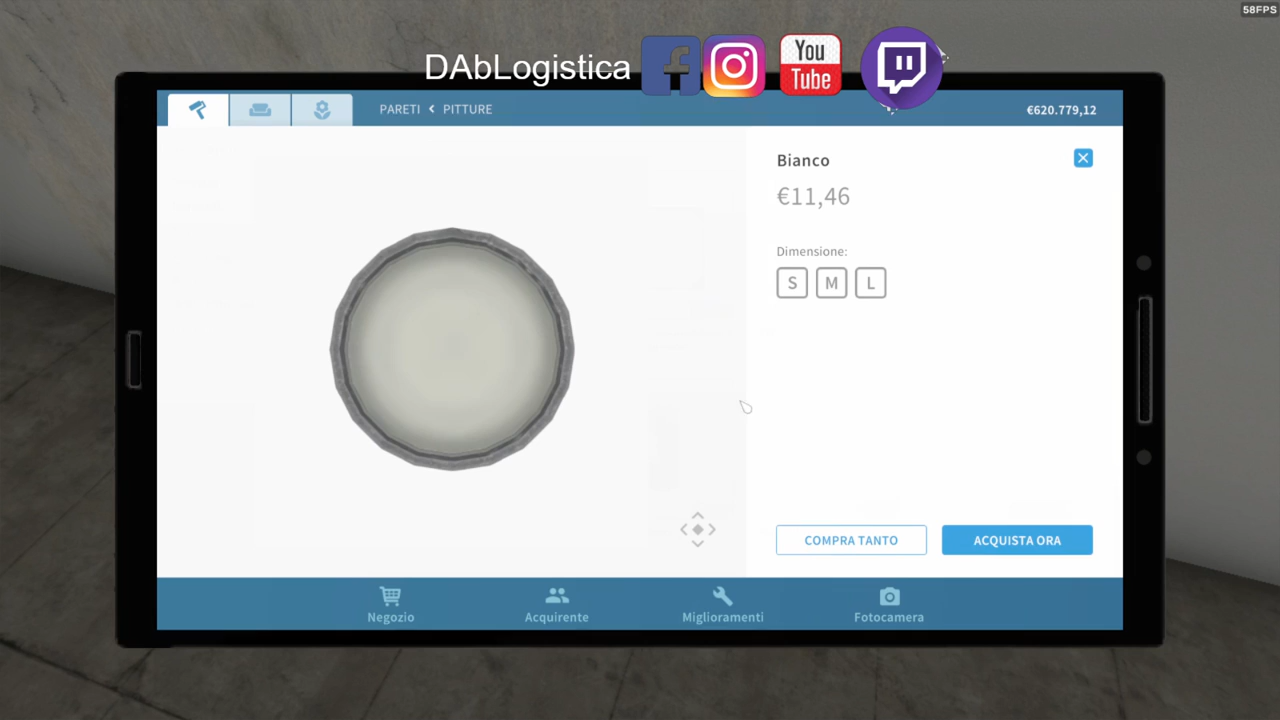 58FPS
DAbLogistica
You
Tube
PARETI < PITTURE
€620.779,12
Bianco
€11,46
Dimensione:
S M L
COMPRA TANTO
ACQUISTA ORA
Negozio
Acquirente
Miglioramenti
Fotocamera